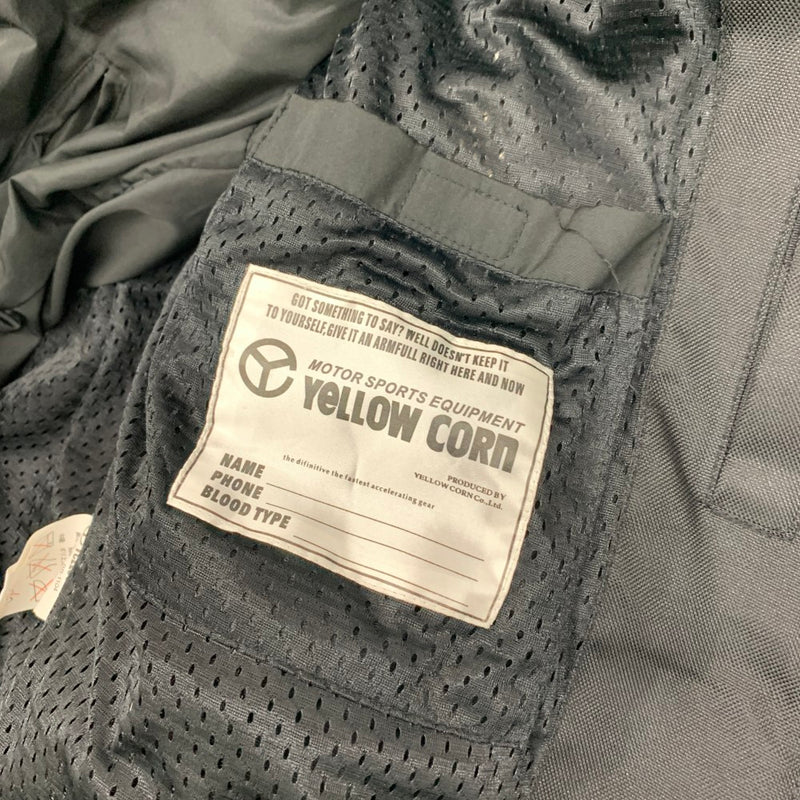 GOT SOMETHING TO SAY? WELL DOESN'T KEEP IT
TO YOURSELF, GIVE IT AN ARMFULL RIGHT HERE AND NOW
MOTOR SPORTS EQUIPMENT
YeLLOW CORn
the difinitive the fastest accelerating gear
PRODUCED BY
YELLOW CORN Co., Ltd.
NAME
PHONE
BLOOD TYPE